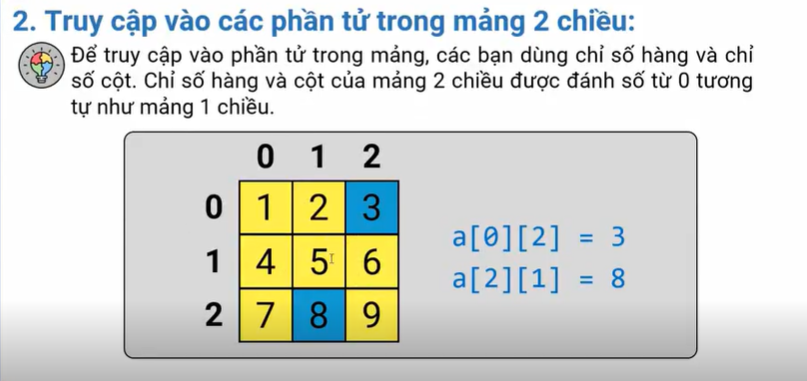 2. Truy cập vào các phần tử trong mảng 2 chiều:
Để truy cập vào phần tử trong mảng, các bạn dùng chỉ số hàng và chỉ
số cột. Chỉ số hàng và cột của mảng 2 chiều được đánh số từ 0 tương
tự như mảng 1 chiều.
0 1 2
0 1 2 3
1 4 5 6
2 7 8 9
a[0][2] = 3
a[2][1] = 8